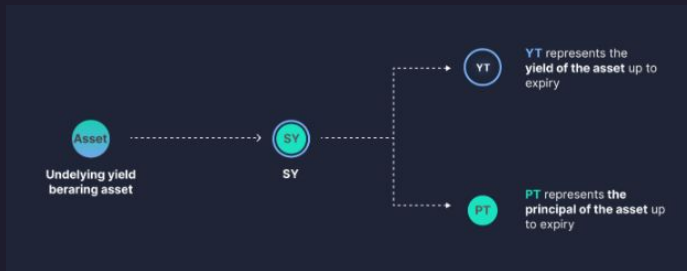 YT
YT represents the
yield of the asset up to
expiry
Asset
SY
Undelying yield
beraring asset
SY
PT
PT represents the
principal of the asset up
to expiry